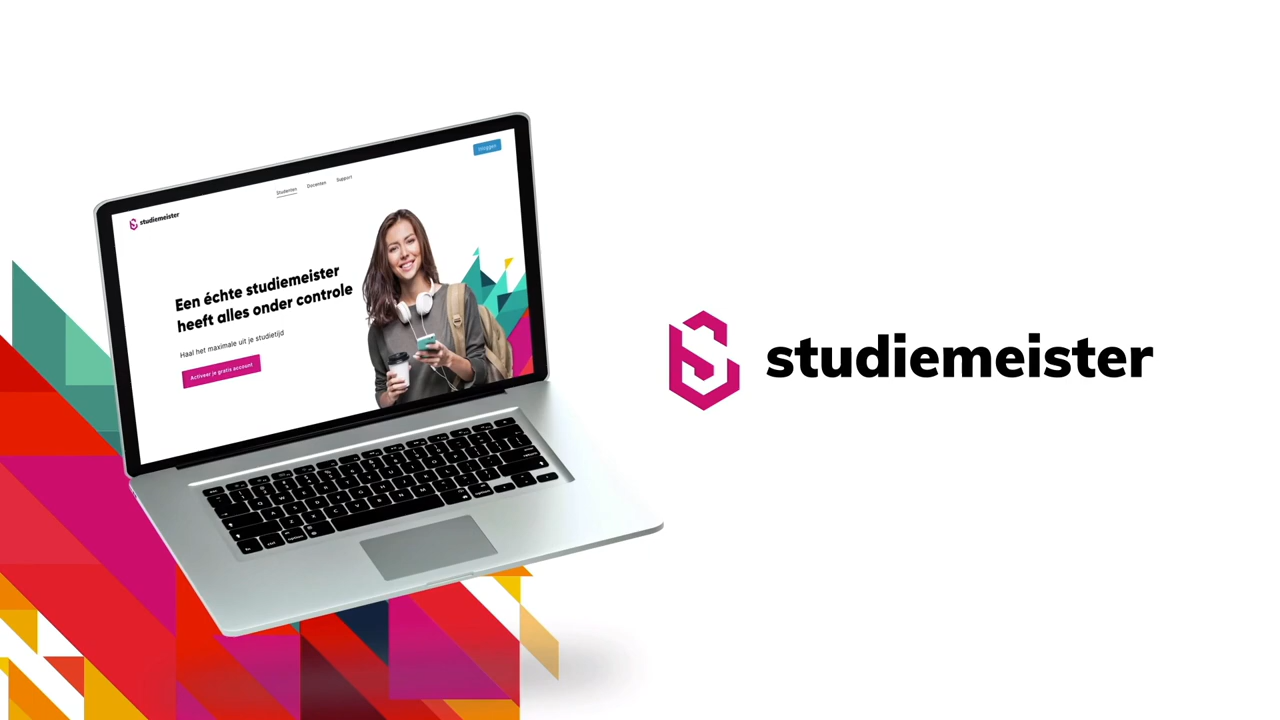 Inloggen
Studenten Docenten Support
studiemeister
Een échte studiemeister
heeft alles onder controle
Haal het maximale uit je studietijd
Activeer je gratis account
studiemeister